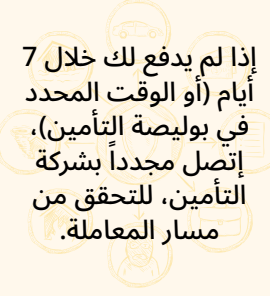 إذا لم يدفع لك خلال 7
أيام (أو الوقت المحدد
في بوليصة التأمين)،
إتصل مجدداً بشركة
التأمين، للتحقق من
مسار المعاملة.